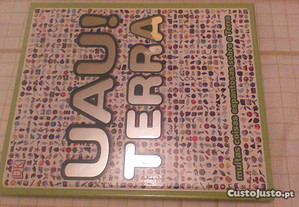 UAU!
TERRA
muitas coisas espantosas sobre a Terra
DK
CustoJusto.pt